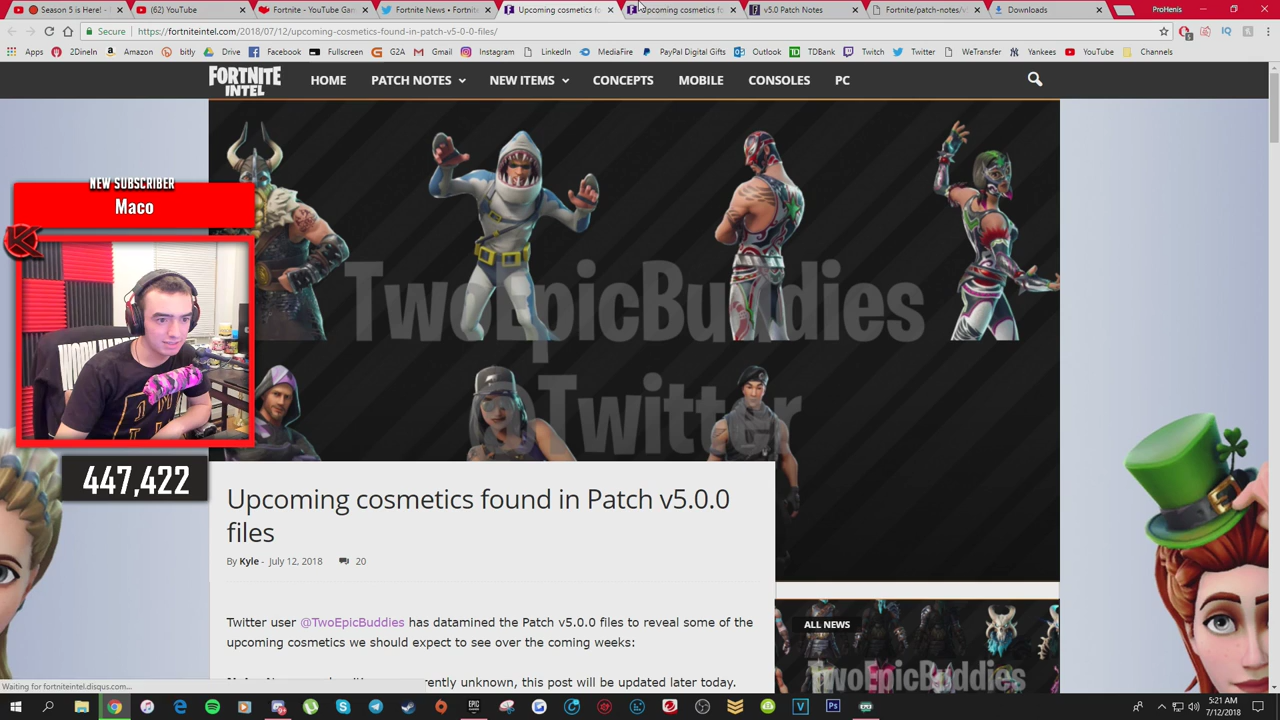 Season 5 is Here! -
(62) YouTube
Fortnite - YouTube Gan
Fortnite News • Fortnite
Upcoming cosmetics fo
Upcoming cosmetics fo
v5.0 Patch Notes
Fortnite/patch-notes/v
Downloads
ProHenis
https://fortniteintel.com/2018/07/12/upcoming-cosmetics-found-in-patch-v5-0-0-files/
Apps
2DineIn
Amazon
bitly
Drive
Facebook
Fullscreen
G2A
Gmail
Instagram
LinkedIn
MediaFire
PayPal Digital Gifts
Outlook
TDBank
Twitch
Twitter
WeTransfer
Yankees
YouTube
Channels
FORTNITE INTEL
HOME
PATCH NOTES
NEW ITEMS
CONCEPTS
MOBILE
CONSOLES
PC
TwoEpicBuddies
@Twitter
NEW SUBSCRIBER
Maco
447,422
Upcoming cosmetics found in Patch v5.0.0
files
By Kyle - July 12, 2018 20
Twitter user @TwoEpicBuddies has datamined the Patch v5.0.0 files to reveal some of the
upcoming cosmetics we should expect to see over the coming weeks:
currently unknown, this post will be updated later today.
ALL NEWS
TwoEpicBuddies
Waiting for fortniteintel.disqus.com...
5:21 AM
7/12/2018